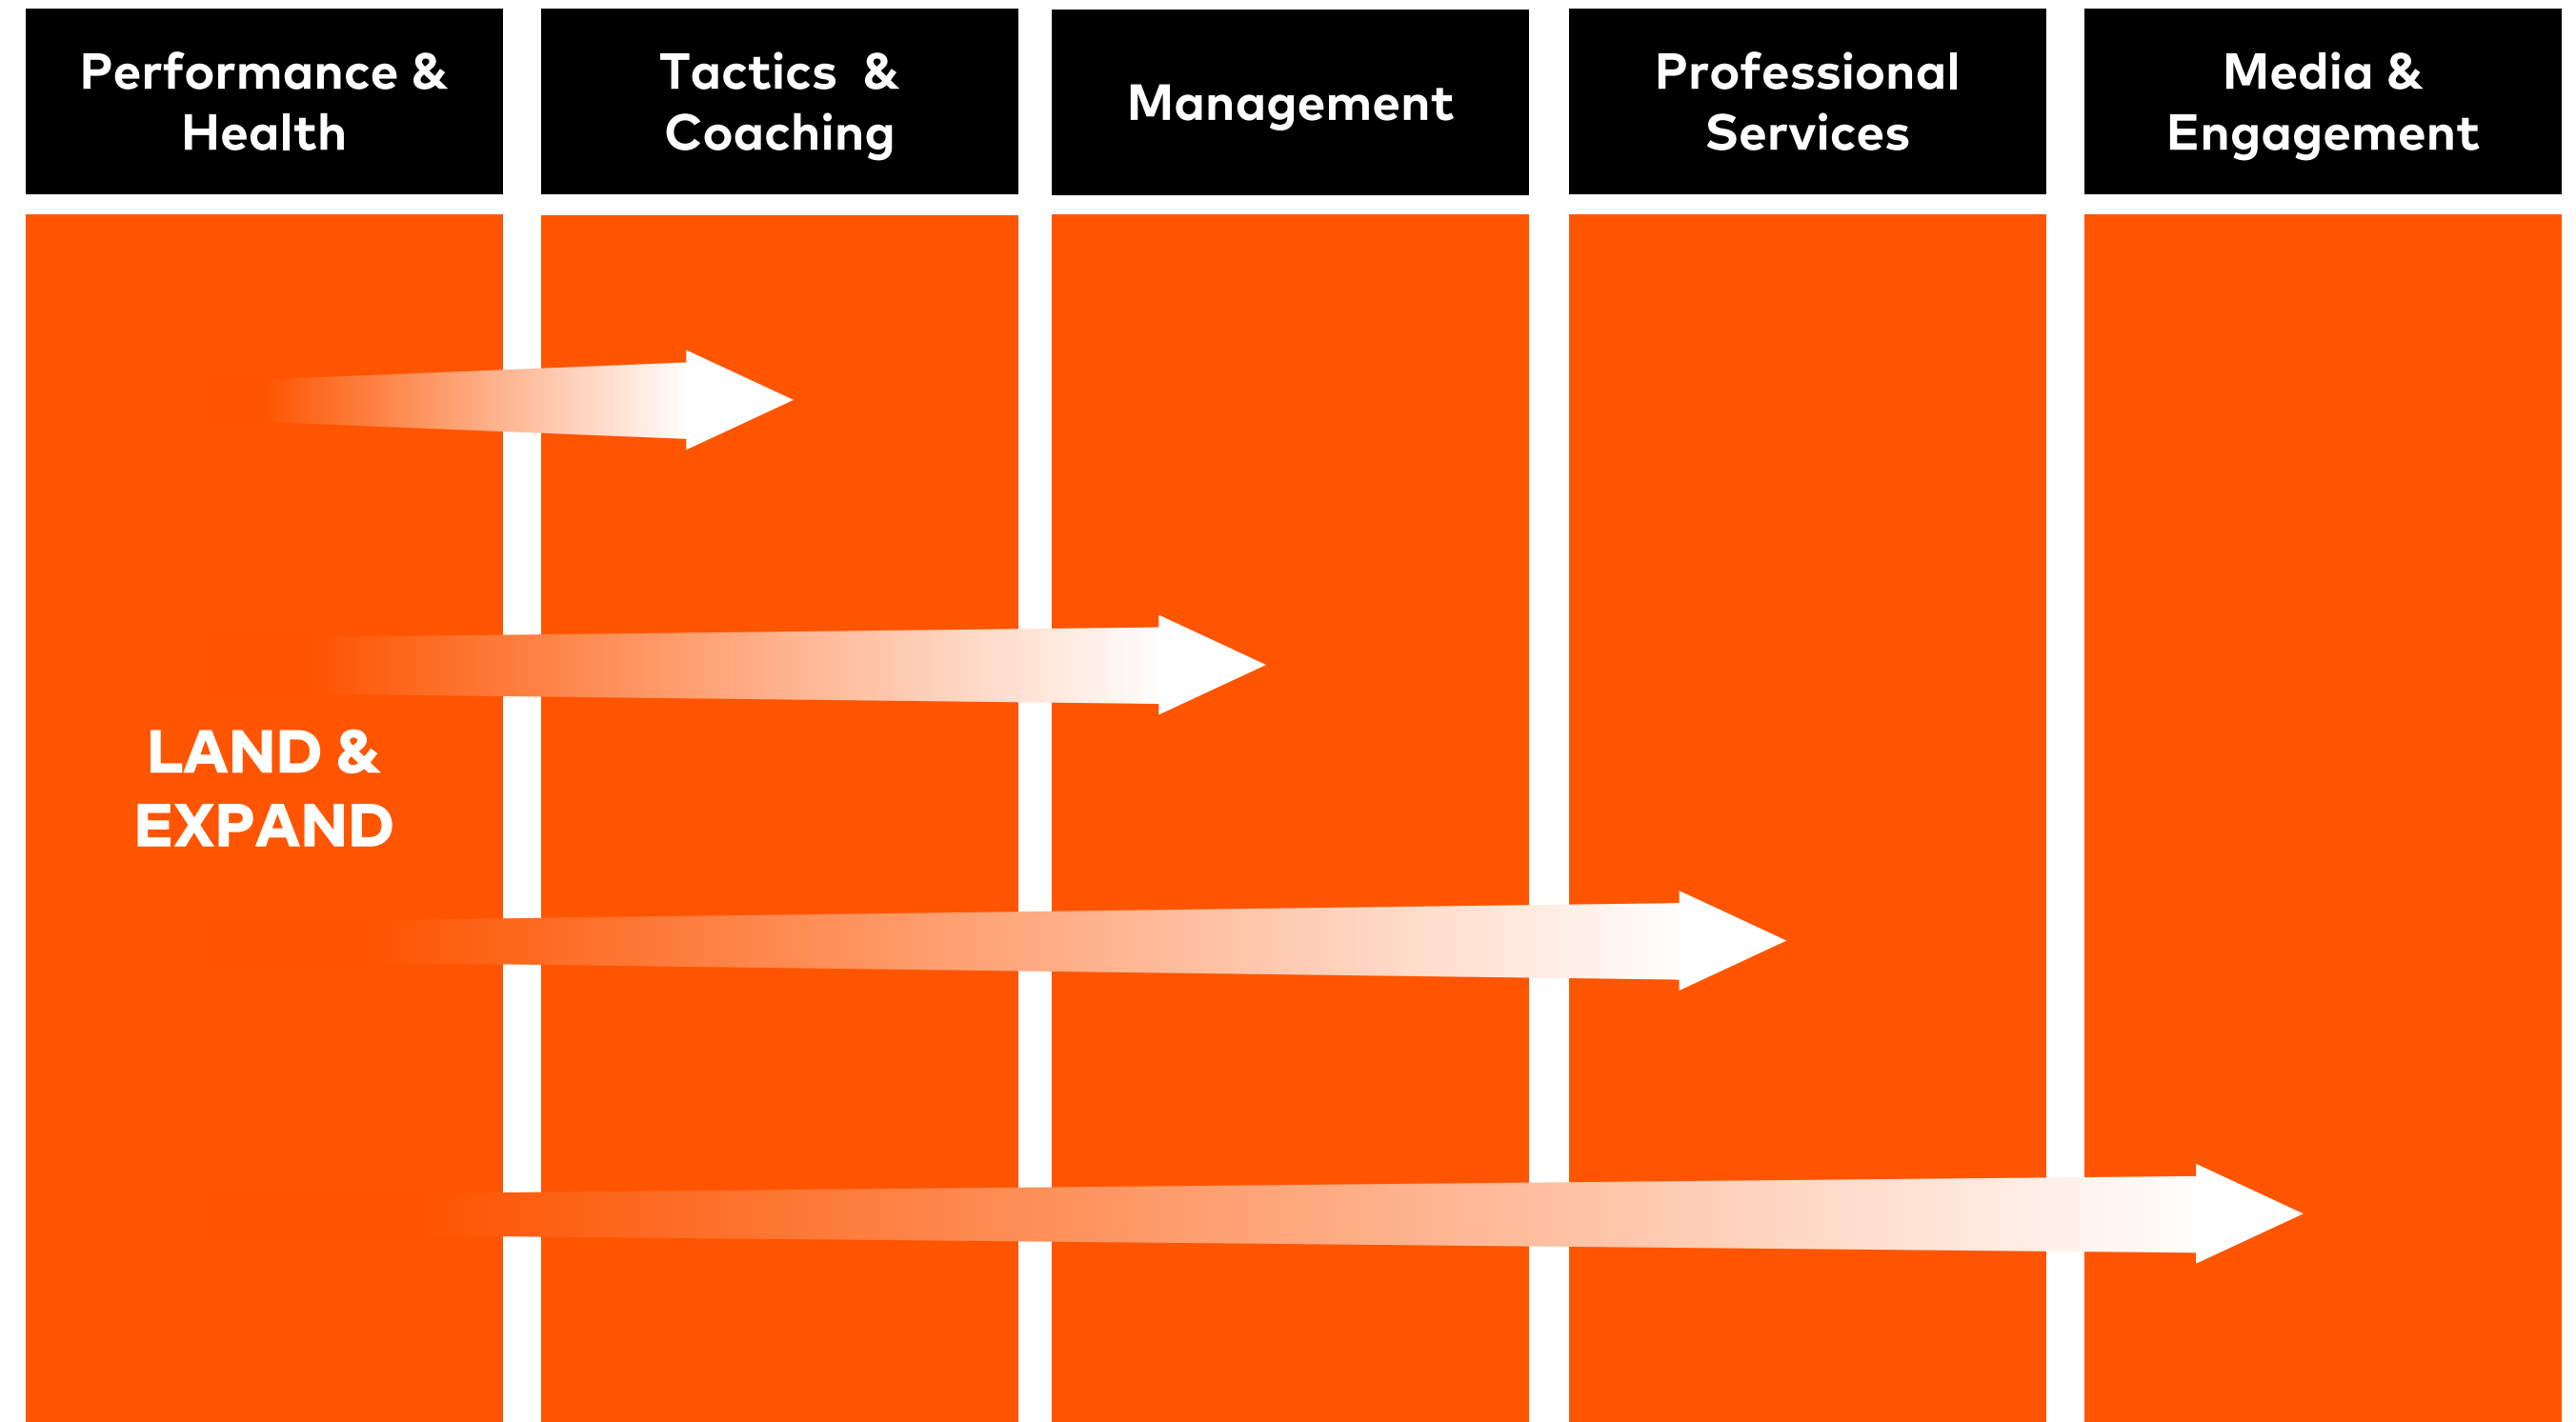 Performance &
Health
Tactics  &
Coaching
Management
Professional
Services
Media &
Engagement
LAND &
EXPAND